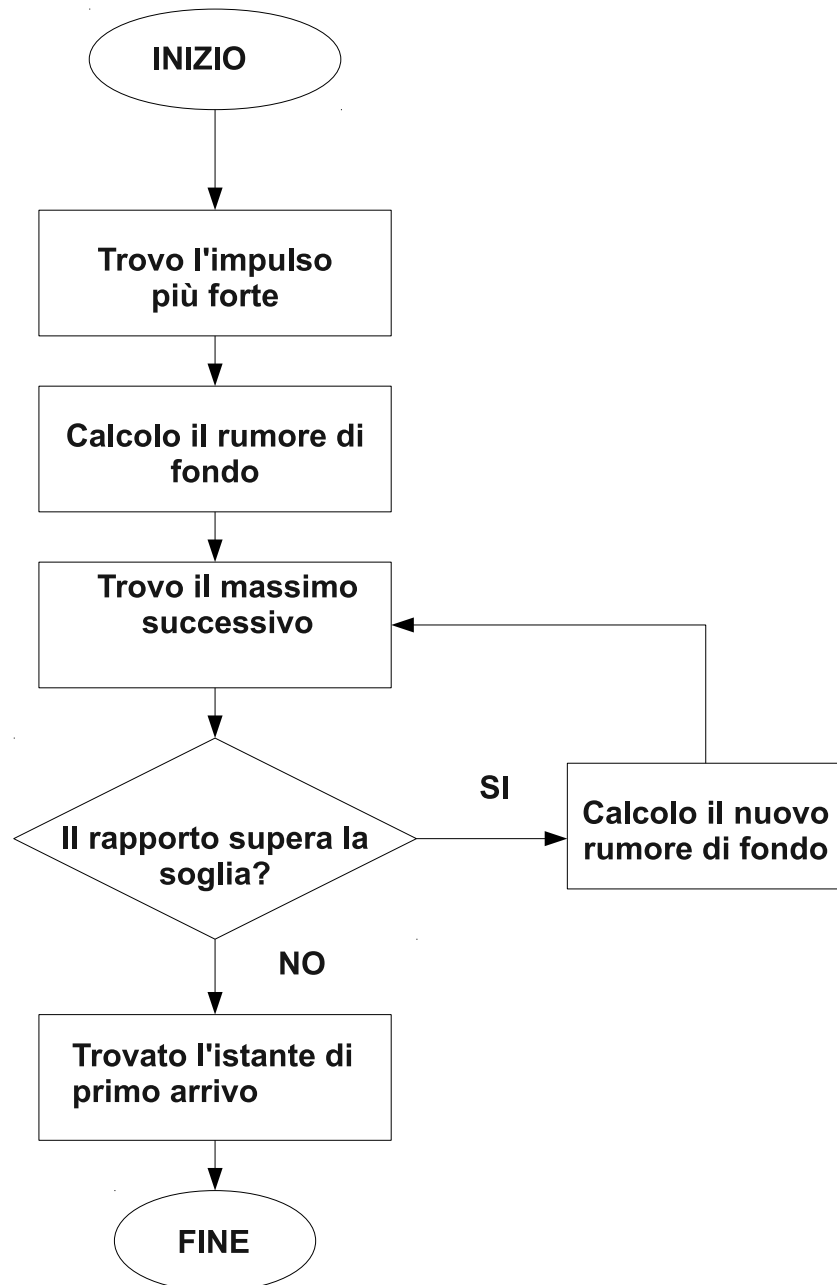 INIZIO
Trovo l'impulso
più forte
Calcolo il rumore di
fondo
Trovo il massimo
successivo
Il rapporto supera la
soglia?
SI
Calcolo il nuovo
rumore di fondo
NO
Trovato l'istante di
primo arrivo
FINE